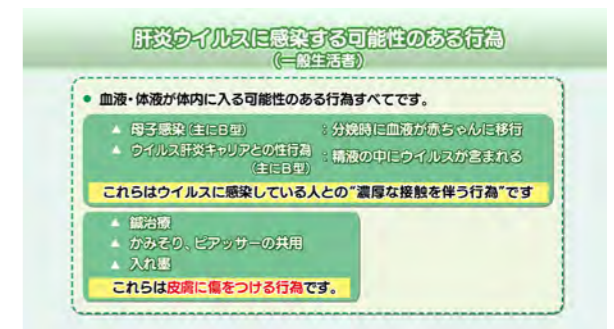 肝炎ウイルスに感染する可能性のある行為
(一般生活者)
● 血液・体液が体内に入る可能性のある行為すべてです。
▲ 母子感染(主にB型) :分娩時に血液が赤ちゃんに移行
▲ ウイルス肝炎キャリアとの性行為 :精液の中にウイルスが含まれる
(主にB型)
これらはウイルスに感染している人との"濃厚な接触を伴う行為"です
▲ 鍼治療
▲ かみそり、ピアッサーの共用
▲ 入れ墨
これらは皮膚に傷をつける行為です。